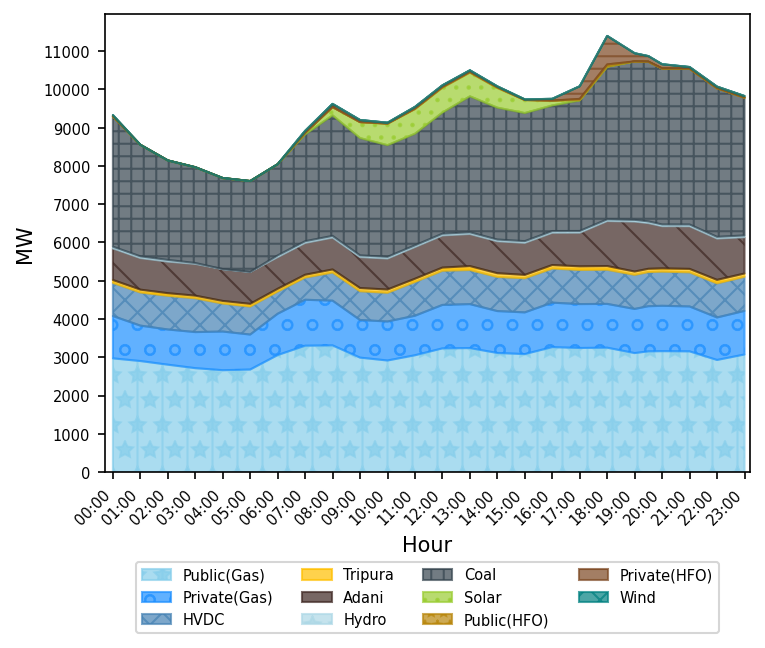 11000
10000
9000
8000
7000
6000
5000
4000
3000
2000
1000
0
MW
00:00 01:00 02:00 03:00 04:00 05:00 06:00 07:00 08:00 09:00 10:00 11:00 12:00 13:00 14:00 15:00 16:00 17:00 18:00 19:00 20:00 21:00 22:00 23:00
Hour
Public(Gas) Tripura Coal Private(HFO)
Private(Gas) Adani Solar Wind
HVDC Hydro Public(HFO)